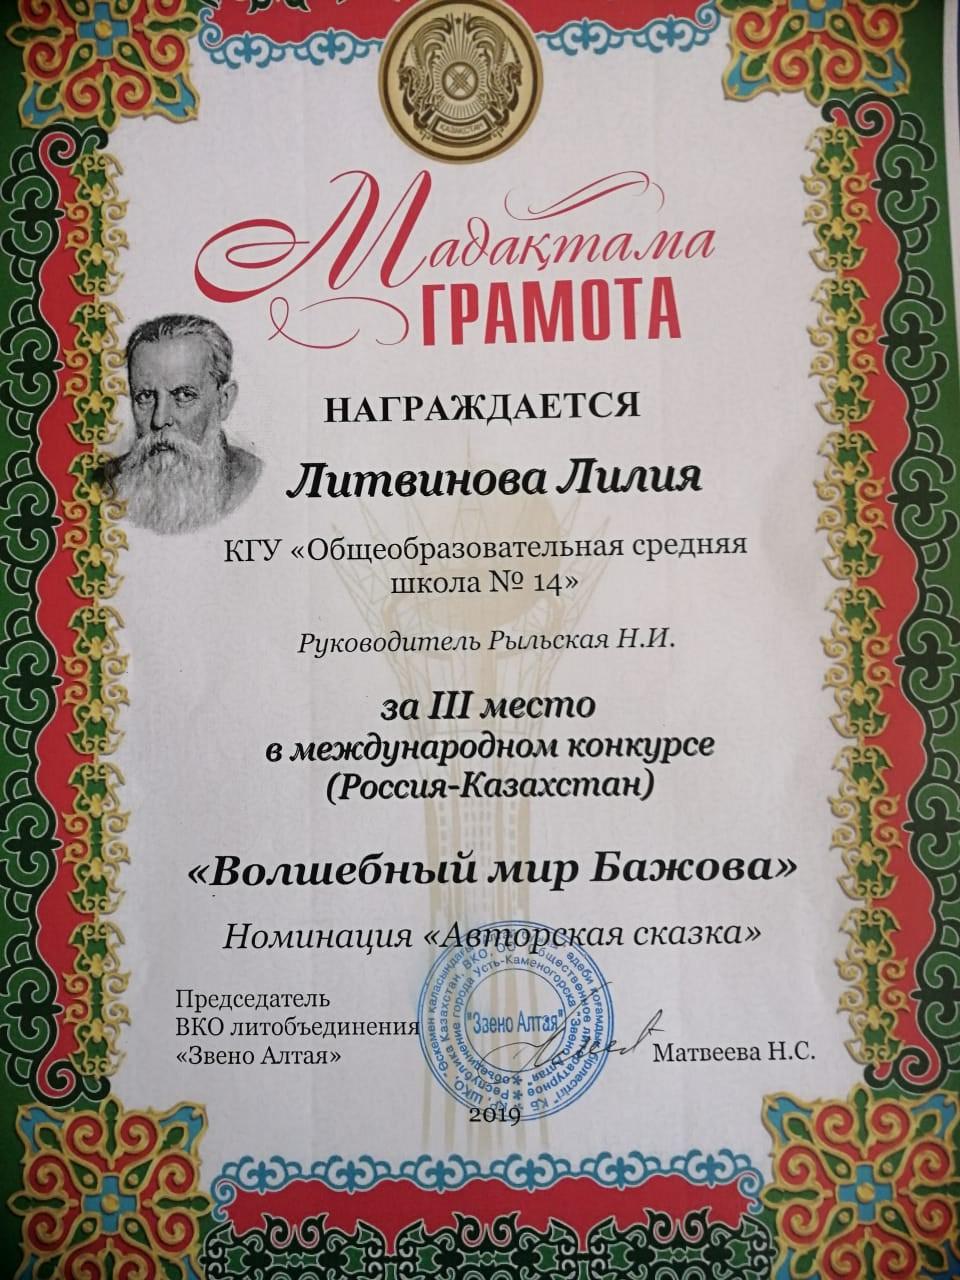 ҚАЗАҚСТАН
Мадақтама
ГРАМОТА
НАГРАЖДАЕТСЯ
Литвинова Лилия
КГУ «Общеобразовательная средняя
школа № 14»
Руководитель Рыльская Н.И.
за III место
в международном конкурсе
(Россия-Казахстан)
«Волшебный мир Бажова»
Номинация «Авторская сказка»
Председатель
ВКО литобъединения
«Звено Алтая»
"Звено Алтая"
Матвеева Н.С.
2019